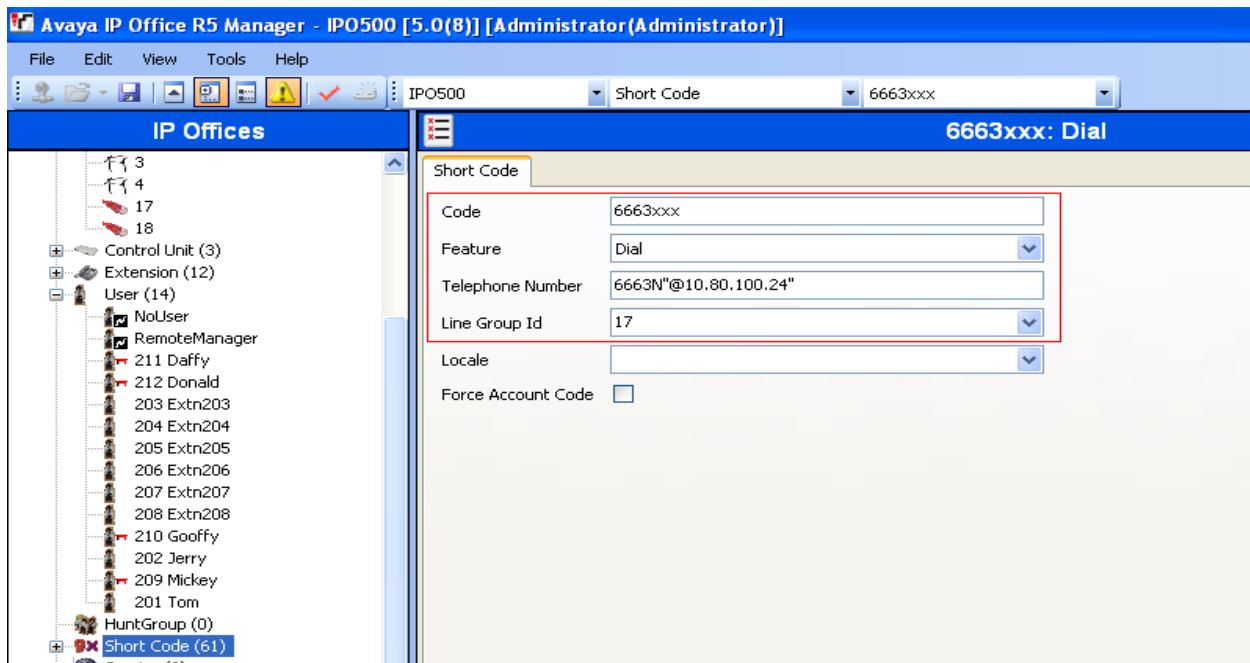 Avaya IP Office R5 Manager - IPO500 [5.0(8)] [Administrator(Administrator)]
File Edit View Tools Help
IPO500 Short Code 6663xxx
IP Offices
3
4
17
18
Control Unit (3)
Extension (12)
User (14)
NoUser
RemoteManager
211 Daffy
212 Donald
203 Extn203
204 Extn204
205 Extn205
206 Extn206
207 Extn207
208 Extn208
210 Gooffy
202 Jerry
209 Mickey
201 Tom
HuntGroup (0)
Short Code (61)
6663xxx: Dial
Short Code
Code 6663xxx
Feature Dial
Telephone Number 6663N"@10.80.100.24"
Line Group Id 17
Locale
Force Account Code